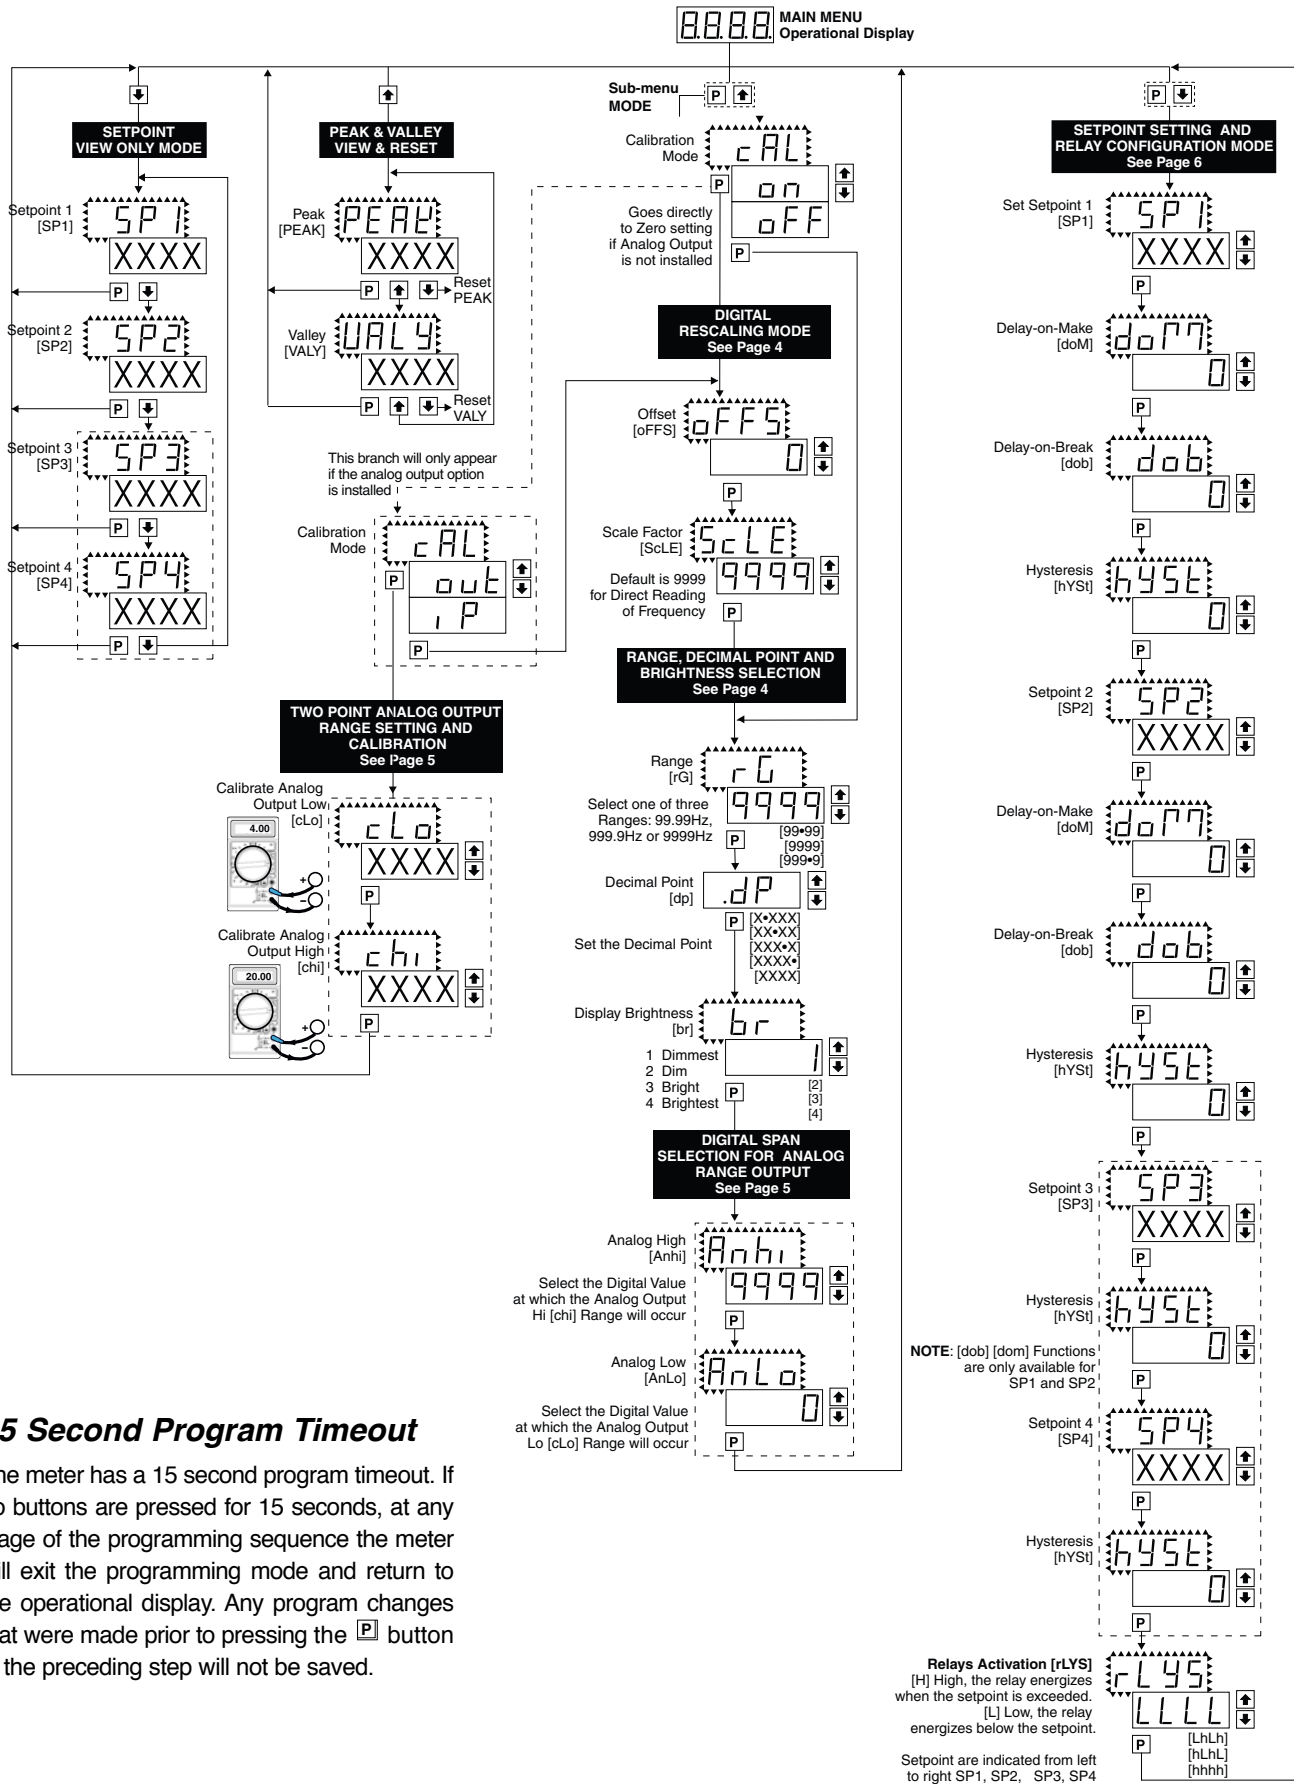 8.8.8.8. MAIN MENU
Operational Display
Sub-menu
MODE
P
SETPOINT
VIEW ONLY MODE
Setpoint 1
[SP1]
SP1
XXXX
P
Setpoint 2
[SP2]
SP2
XXXX
P
Setpoint 3
[SP3]
SP3
XXXX
P
Setpoint 4
[SP4]
SP4
XXXX
P
PEAK & VALLEY
VIEW & RESET
Peak
[PEAK]
PEAK
XXXX
P
Reset
PEAK
Valley
[VALY]
VALY
XXXX
P
Reset
VALY
This branch will only appear
if the analog output option
is installed
Calibration
Mode
cAL
P
out
iP
P
TWO POINT ANALOG OUTPUT
RANGE SETTING AND
CALIBRATION
See Page 5
Calibrate Analog
Output Low
[cLo]
4.00
+
–
cLo
XXXX
P
Calibrate Analog
Output High
[chi]
20.00
+
–
chi
XXXX
P
Calibration
Mode
cAL
P
on
oFF
Goes directly
to Zero setting
if Analog Output
is not installed
P
DIGITAL
RESCALING MODE
See Page 4
Offset
[oFFS]
oFFS
0
P
Scale Factor
[ScLE]
ScLE
9999
Default is 9999
for Direct Reading
of Frequency
P
RANGE, DECIMAL POINT AND
BRIGHTNESS SELECTION
See Page 4
Range
[rG]
rG
9999
Select one of three
Ranges: 99.99Hz,
999.9Hz or 9999Hz
P
[99•99]
[9999]
[999•9]
Decimal Point
[dp]
.dP
P
Set the Decimal Point
[X•XXX]
[XX•XX]
[XXX•X]
[XXXX•]
[XXXX]
Display Brightness
[br]
br
1
1 Dimmest
2 Dim
3 Bright
4 Brightest
P
[2]
[3]
[4]
DIGITAL SPAN
SELECTION FOR ANALOG
RANGE OUTPUT
See Page 5
Analog High
[Anhi]
Anhi
9999
Select the Digital Value
at which the Analog Output
Hi [chi] Range will occur
P
Analog Low
[AnLo]
AnLo
0
Select the Digital Value
at which the Analog Output
Lo [cLo] Range will occur
P
P
SETPOINT SETTING AND
RELAY CONFIGURATION MODE
See Page 6
Set Setpoint 1
[SP1]
SP1
XXXX
P
Delay-on-Make
[doM]
doM
0
P
Delay-on-Break
[dob]
dob
0
P
Hysteresis
[hYSt]
hYSt
0
P
Setpoint 2
[SP2]
SP2
XXXX
P
Delay-on-Make
[doM]
doM
0
P
Delay-on-Break
[dob]
dob
0
P
Hysteresis
[hYSt]
hYSt
0
P
Setpoint 3
[SP3]
SP3
XXXX
P
Hysteresis
[hYSt]
hYSt
0
NOTE: [dob] [dom] Functions
are only available for
SP1 and SP2
P
Setpoint 4
[SP4]
SP4
XXXX
P
Hysteresis
[hYSt]
hYSt
0
P
Relays Activation [rLYS]
rLYS
LLLL
[H] High, the relay energizes
when the setpoint is exceeded.
[L] Low, the relay
energizes below the setpoint.
P
[LhLh]
[hLhL]
[hhhh]
Setpoint are indicated from left
to right SP1, SP2, SP3, SP4
5 Second Program Timeout
he meter has a 15 second program timeout. If
o buttons are pressed for 15 seconds, at any
age of the programming sequence the meter
ill exit the programming mode and return to
e operational display. Any program changes
at were made prior to pressing the P button
the preceding step will not be saved.